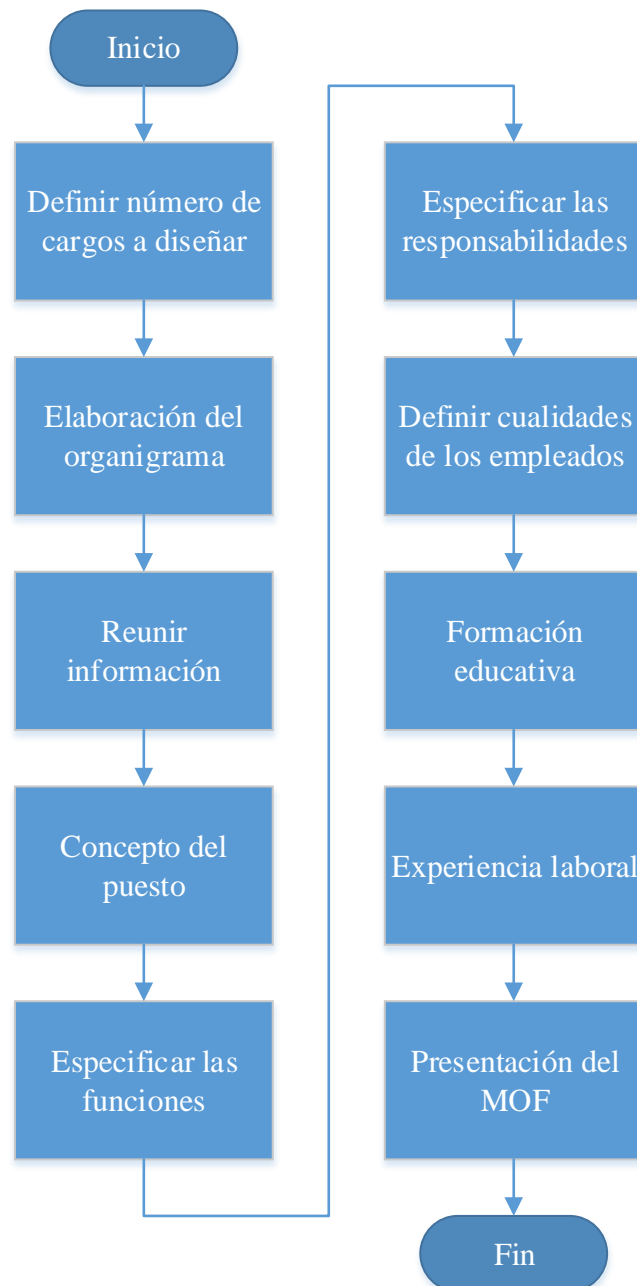 Inicio
Definir número de
cargos a diseñar
Elaboración del
organigrama
Reunir
información
Concepto del
puesto
Especificar las
funciones
Especificar las
responsabilidades
Definir cualidades
de los empleados
Formación
educativa
Experiencia laboral
Presentación del
MOF
Fin